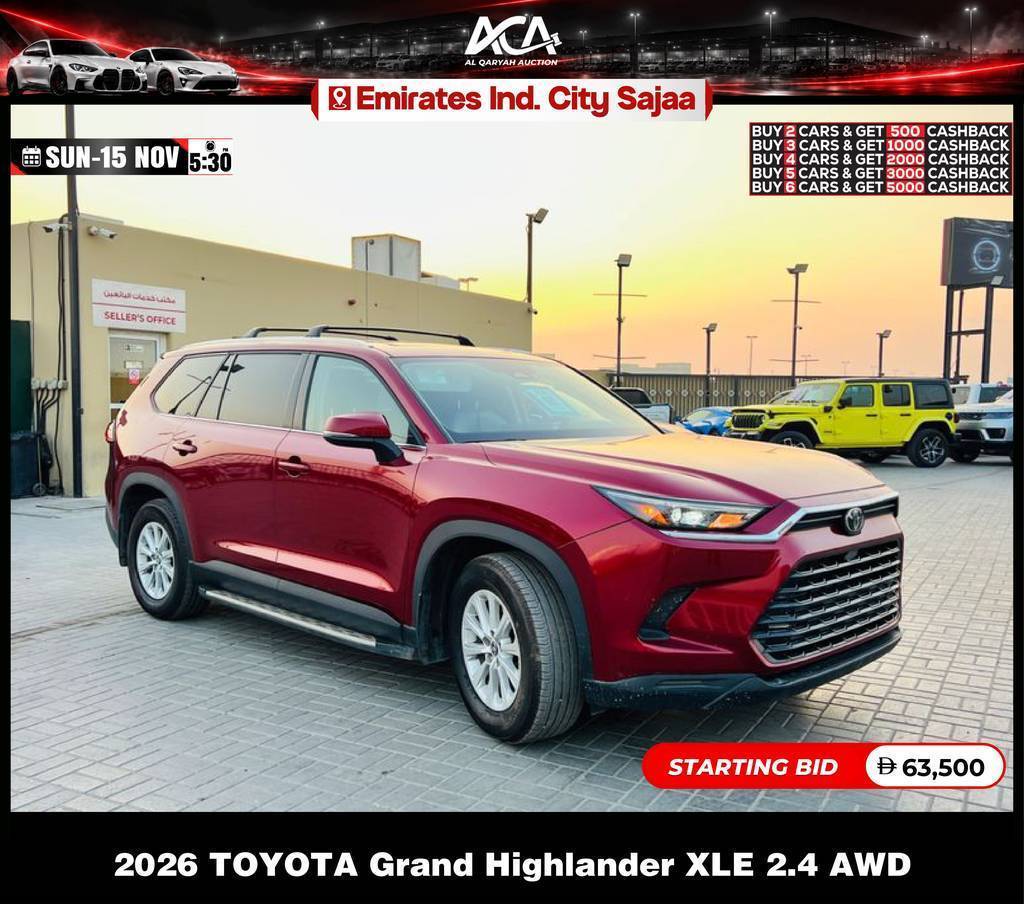 ACA
AL QARYAH AUCTION
Emirates Ind. City Sajaa
SUN-15 NOV 5:30 PM
BUY 2 CARS & GET 500 CASHBACK
BUY 3 CARS & GET 1000 CASHBACK
BUY 4 CARS & GET 2000 CASHBACK
BUY 5 CARS & GET 3000 CASHBACK
BUY 6 CARS & GET 5000 CASHBACK
مكتب خدمات البائعين
SELLER'S OFFICE
STARTING BID 63,500
2026 TOYOTA Grand Highlander XLE 2.4 AWD